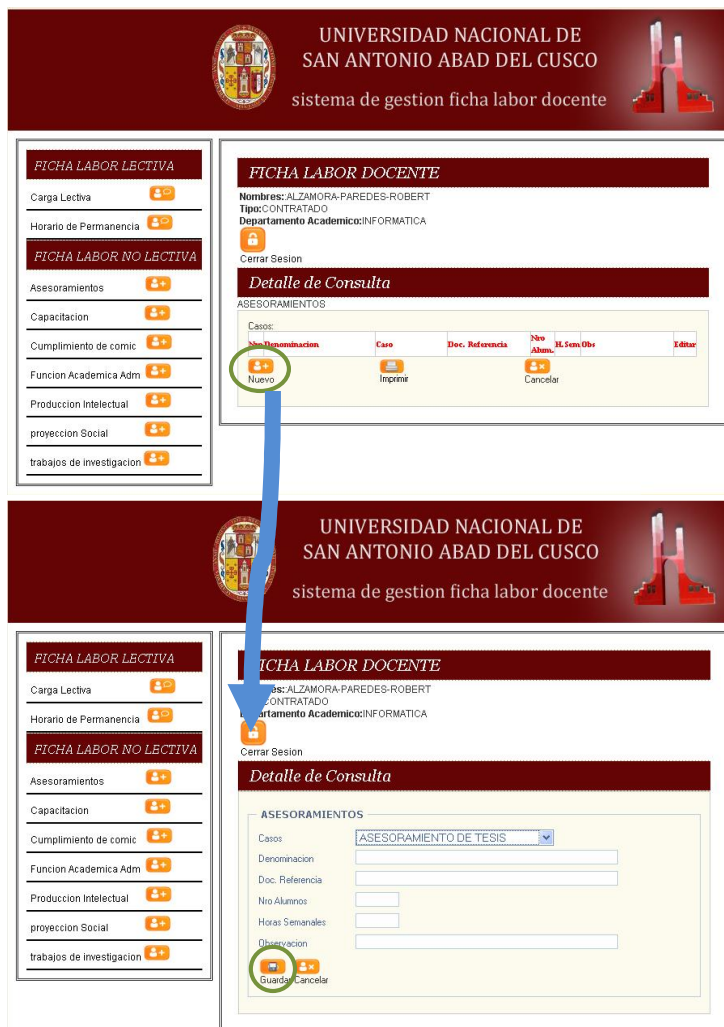 UNIVERSIDAD NACIONAL DE
SAN ANTONIO ABAD DEL CUSCO
sistema de gestion ficha labor docente
FICHA LABOR LECTIVA
Carga Lectiva
Horario de Permanencia
FICHA LABOR NO LECTIVA
Asesoramientos
Capacitacion
Cumplimiento de comic
Funcion Academica Adm
Produccion Intelectual
proyeccion Social
trabajos de investigacion
FICHA LABOR DOCENTE
Nombres::ALZAMORA-PAREDES-ROBERT
Tipo:CONTRATADO
Departamento Academico:INFORMATICA
Cerrar Sesion
Detalle de Consulta
ASESORAMIENTOS
Casos:
Nro Denominacion Caso Doc. Referencia Nro Alum. H. Sem Obs Editar
Nuevo Imprimir Cancelar
UNIVERSIDAD NACIONAL DE
SAN ANTONIO ABAD DEL CUSCO
sistema de gestion ficha labor docente
FICHA LABOR LECTIVA
Carga Lectiva
Horario de Permanencia
FICHA LABOR NO LECTIVA
Asesoramientos
Capacitacion
Cumplimiento de comic
Funcion Academica Adm
Produccion Intelectual
proyeccion Social
trabajos de investigacion
FICHA LABOR DOCENTE
:ALZAMORA-PAREDES-ROBERT
CONTRATADO
Academico:INFORMATICA
Cerrar Sesion
Detalle de Consulta
ASESORAMIENTOS
Casos ASESORAMIENTO DE TESIS
Denominacion
Doc. Referencia
Nro Alumnos
Horas Semanales
Observacion
Guardar Cancelar